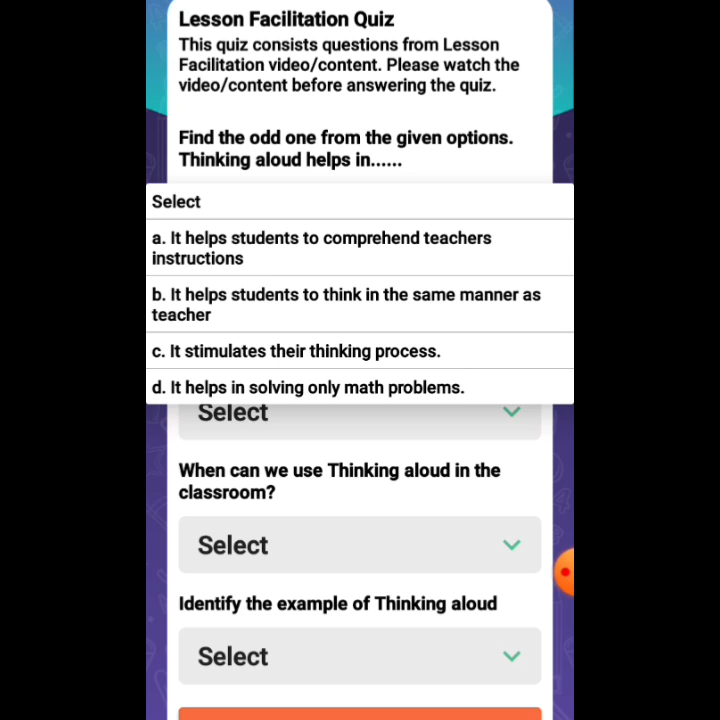 Lesson Facilitation Quiz
This quiz consists questions from Lesson
Facilitation video/content. Please watch the
video/content before answering the quiz.
Find the odd one from the given options.
Thinking aloud helps in......
Select
a. It helps students to comprehend teachers
instructions
b. It helps students to think in the same manner as
teacher
c. It stimulates their thinking process.
d. It helps in solving only math problems.
Select
When can we use Thinking aloud in the
classroom?
Select
Identify the example of Thinking aloud
Select